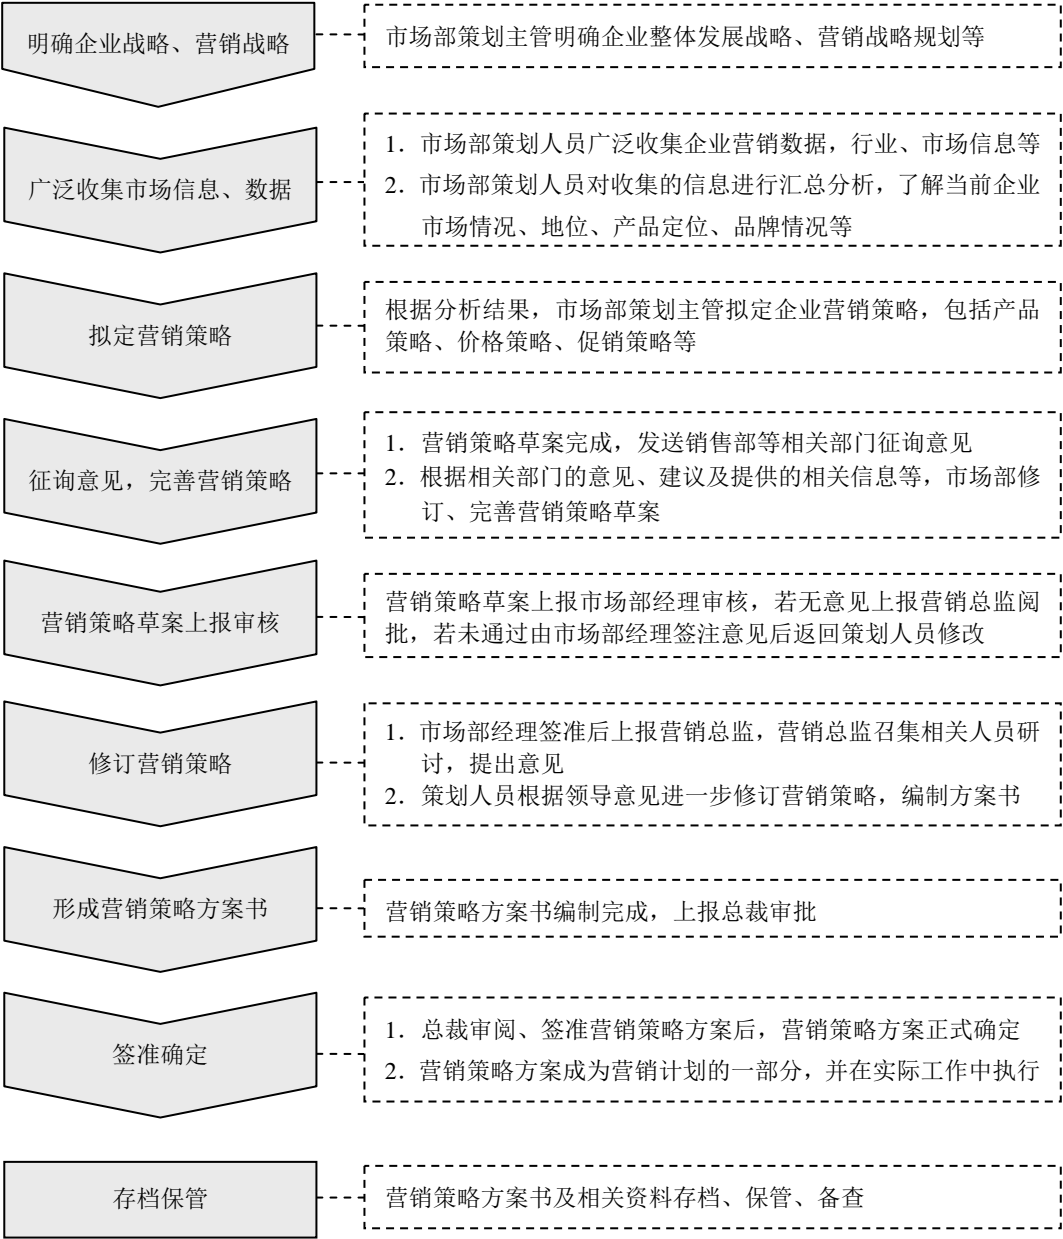 明确企业战略、营销战略
市场部策划主管明确企业整体发展战略、营销战略规划等
广泛收集市场信息、数据
1．市场部策划人员广泛收集企业营销数据，行业、市场信息等
2．市场部策划人员对收集的信息进行汇总分析，了解当前企业
市场情况、地位、产品定位、品牌情况等
拟定营销策略
根据分析结果，市场部策划主管拟定企业营销策略，包括产品
策略、价格策略、促销策略等
征询意见，完善营销策略
1．营销策略草案完成，发送销售部等相关部门征询意见
2．根据相关部门的意见、建议及提供的相关信息等，市场部修
订、完善营销策略草案
营销策略草案上报审核
营销策略草案上报市场部经理审核，若无意见上报营销总监阅
批，若未通过由市场部经理签注意见后返回策划人员修改
修订营销策略
1．市场部经理签准后上报营销总监，营销总监召集相关人员研
讨，提出意见
2．策划人员根据领导意见进一步修订营销策略，编制方案书
形成营销策略方案书
营销策略方案书编制完成，上报总裁审批
签准确定
1．总裁审阅、签准营销策略方案后，营销策略方案正式确定
2．营销策略方案成为营销计划的一部分，并在实际工作中执行
存档保管
营销策略方案书及相关资料存档、保管、备查